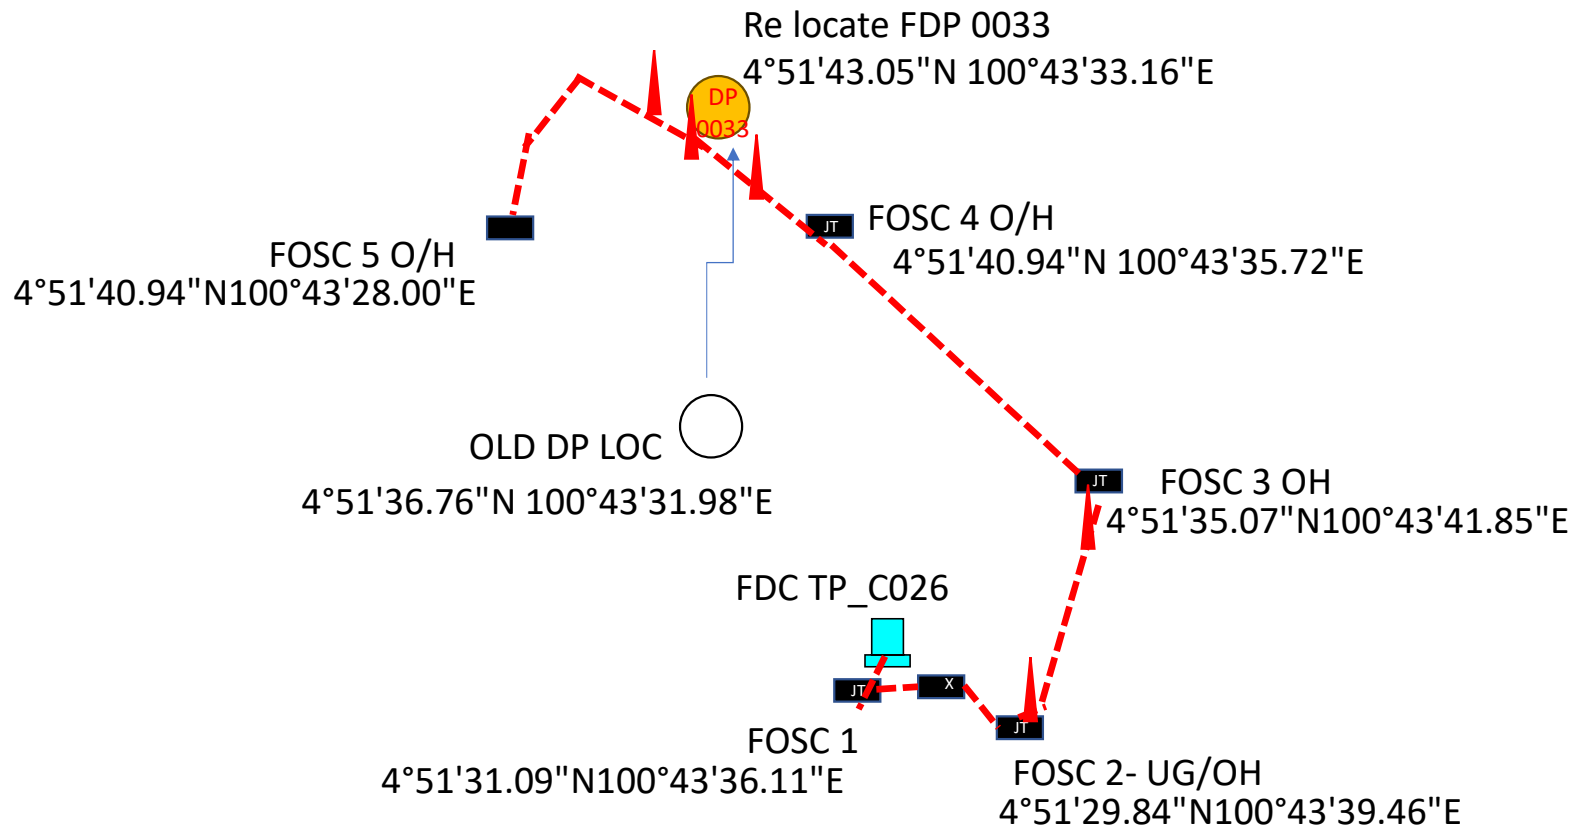 Re locate FDP 0033
4°51'43.05"N 100°43'33.16"E
DP
0033
JT
FOSC 4 O/H
4°51'40.94"N 100°43'35.72"E
FOSC 5 O/H
4°51'40.94"N100°43'28.00"E
OLD DP LOC
4°51'36.76"N 100°43'31.98"E
JT
FOSC 3 OH
4°51'35.07"N100°43'41.85"E
FDC TP_C026
JT
X
JT
FOSC 1
4°51'31.09"N100°43'36.11"E
FOSC 2- UG/OH
4°51'29.84"N100°43'39.46"E